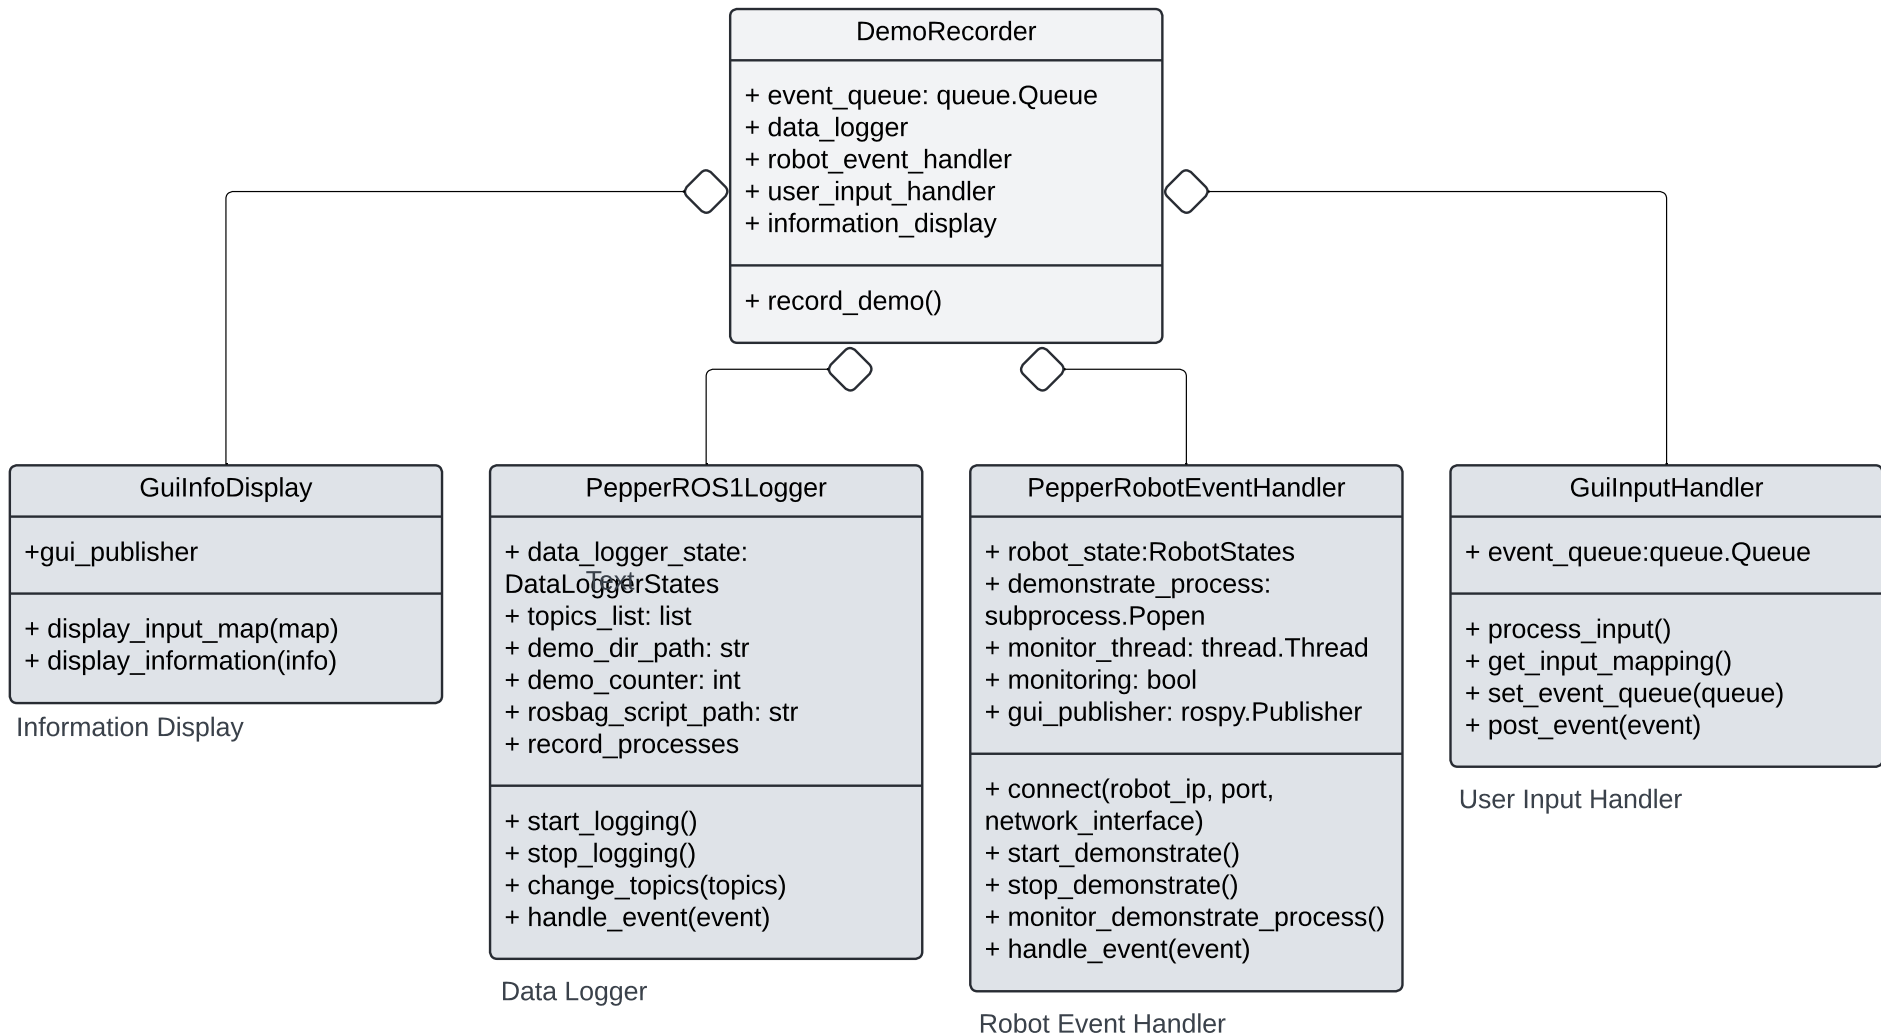 DemoRecorder
+ event_queue: queue.Queue
+ data_logger
+ robot_event_handler
+ user_input_handler
+ information_display
+ record_demo()
GuiInfoDisplay
+gui_publisher
+ display_input_map(map)
+ display_information(info)
Information Display
PepperROS1Logger
+ data_logger_state:
DataLoggerStates
Text
+ topics_list: list
+ demo_dir_path: str
+ demo_counter: int
+ rosbag_script_path: str
+ record_processes
+ start_logging()
+ stop_logging()
+ change_topics(topics)
+ handle_event(event)
Data Logger
PepperRobotEventHandler
+ robot_state:RobotStates
+ demonstrate_process:
subprocess.Popen
+ monitor_thread: thread.Thread
+ monitoring: bool
+ gui_publisher: rospy.Publisher
+ connect(robot_ip, port,
network_interface)
+ start_demonstrate()
+ stop_demonstrate()
+ monitor_demonstrate_process()
+ handle_event(event)
Robot Event Handler
GuiInputHandler
+ event_queue:queue.Queue
+ process_input()
+ get_input_mapping()
+ set_event_queue(queue)
+ post_event(event)
User Input Handler